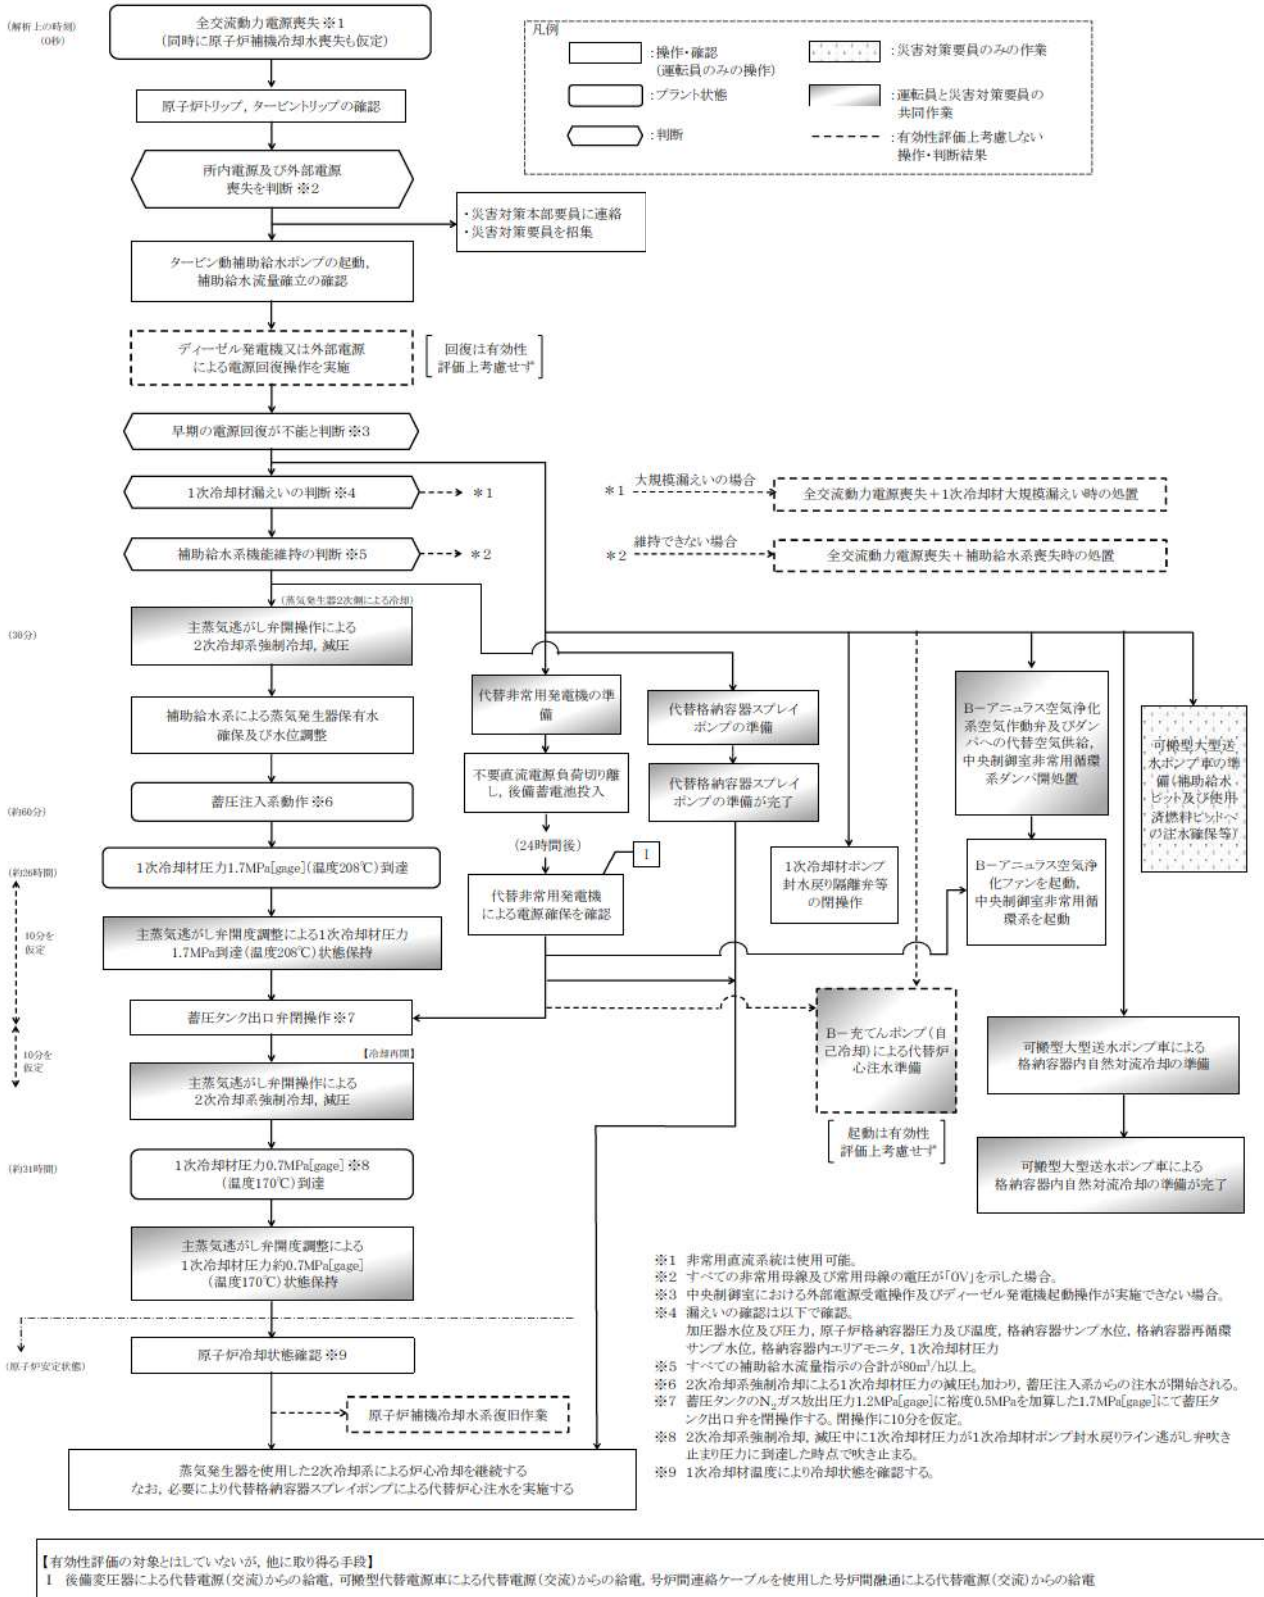 (解析上の時刻)
(0秒)
全交流動力電源喪失※1
(同時に原子炉補機冷却水喪失も仮定)
原子炉トリップ，タービントリップの確認
所内電源及び外部電源
喪失を判断※2
・災害対策本部要員に連絡
・災害対策要員を招集
タービン動補助給水ポンプの起動，
補助給水流量確立の確認
ディーゼル発電機又は外部電源
による電源回復操作を実施
回復は有効性
評価上考慮せず
早期の電源回復が不能と判断※3
1次冷却材漏えいの判断※4
＊1
補助給水系機能維持の判断※5
＊2
凡例
：操作・確認
(運転員のみの操作)
：プラント状態
：判断
：災害対策要員のみの作業
：運転員と災害対策要員の
共同作業
：有効性評価上考慮しない
操作・判断結果
＊1
大規模漏えいの場合
全交流動力電源喪失＋1次冷却材大規模漏えい時の処置
＊2
維持できない場合
全交流動力電源喪失＋補助給水系喪失時の処置
(蒸気発生器2次側による冷却)
(30分)
主蒸気逃がし弁開操作による
2次冷却系強制冷却，減圧
補助給水系による蒸気発生器保有水
確保及び水位調整
(約60分)
蓄圧注入系動作※6
(約26時間)
1次冷却材圧力1.7MPa[gage](温度208℃)到達
10分を
仮定
主蒸気逃がし弁開度調整による1次冷却材圧力
1.7MPa到達(温度208℃)状態保持
蓄圧タンク出口弁閉操作※7
10分を
仮定
【冷却再開】
主蒸気逃がし弁開操作による
2次冷却系強制冷却，減圧
(約31時間)
1次冷却材圧力0.7MPa[gage]※8
(温度170℃)到達
主蒸気逃がし弁開度調整による
1次冷却材圧力約0.7MPa[gage]
(温度170℃)状態保持
(原子炉安定状態)
原子炉冷却状態確認※9
原子炉補機冷却水系復旧作業
蒸気発生器を使用した2次冷却系による炉心冷却を継続する
なお，必要により代替格納容器スプレイポンプによる代替炉心注水を実施する
代替非常用発電機の準
備
不要直流電源負荷切り離
し，後備蓄電池投入
(24時間後)
I
代替非常用発電機
による電源確保を確認
代替格納容器スプレイ
ポンプの準備
代替格納容器スプレイ
ポンプの準備が完了
1次冷却材ポンプ
封水戻り隔離弁等
の閉操作
B－充てんポンプ(自
己冷却)による代替炉
心注水準備
起動は有効性
評価上考慮せず
B－アニュラス空気浄化
系空気作動弁及びダン
パへの代替空気供給，
中央制御室非常用循環
系ダンパ開処置
B－アニュラス空気浄
化ファンを起動，
中央制御室非常用循
環系を起動
可搬型大型送
水ポンプ車の準
備(補助給水
ピット及び使用
済燃料ピットへ
の注水確保等)
可搬型大型送水ポンプ車による
格納容器内自然対流冷却の準備
可搬型大型送水ポンプ車による
格納容器内自然対流冷却の準備が完了
※1 非常用直流系統は使用可能。
※2 すべての非常用母線及び常用母線の電圧が「0V」を示した場合。
※3 中央制御室における外部電源受電操作及びディーゼル発電機起動操作が実施できない場合。
※4 漏えいの確認は以下で確認。
加圧器水位及び圧力，原子炉格納容器圧力及び温度，格納容器サンプ水位，格納容器再循環
サンプ水位，格納容器内エリアモニタ，1次冷却材圧力
※5 すべての補助給水流量指示の合計が80m³/h以上。
※6 2次冷却系強制冷却による1次冷却材圧力の減圧も加わり，蓄圧注入系からの注水が開始される。
※7 蓄圧タンクのN₂ガス放出圧力1.2MPa[gage]に裕度0.5MPaを加算した1.7MPa[gage]にて蓄圧タ
ンク出口弁を閉操作する。閉操作に10分を仮定。
※8 2次冷却系強制冷却，減圧中に1次冷却材圧力が1次冷却材ポンプ封水戻りライン逃がし弁吹き
止まり圧力に到達した時点で吹き止まる。
※9 1次冷却材温度により冷却状態を確認する。
【有効性評価の対象とはしていないが，他に取り得る手段】
I 後備変圧器による代替電源(交流)からの給電，可搬型代替電源車による代替電源(交流)からの給電，号炉間連絡ケーブルを使用した号炉間融通による代替電源(交流)からの給電